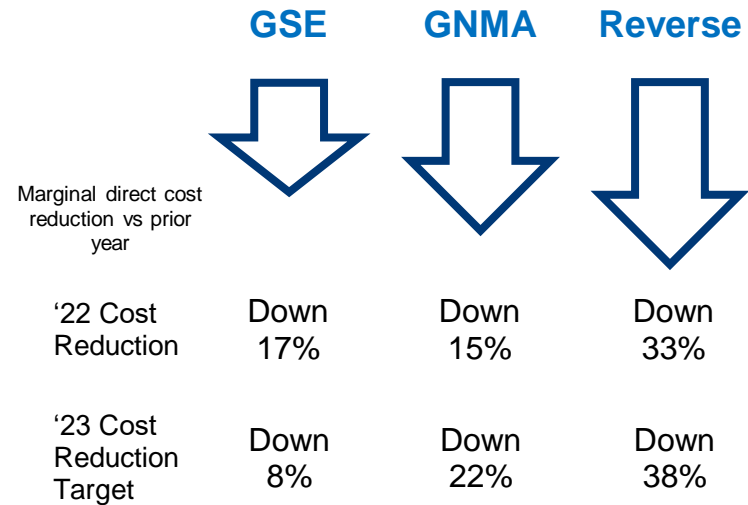 GSE GNMA Reverse
Marginal direct cost
reduction vs prior
year
‘22 Cost
Reduction
Down
17%
Down
15%
Down
33%
‘23 Cost
Reduction
Target
Down
8%
Down
22%
Down
38%